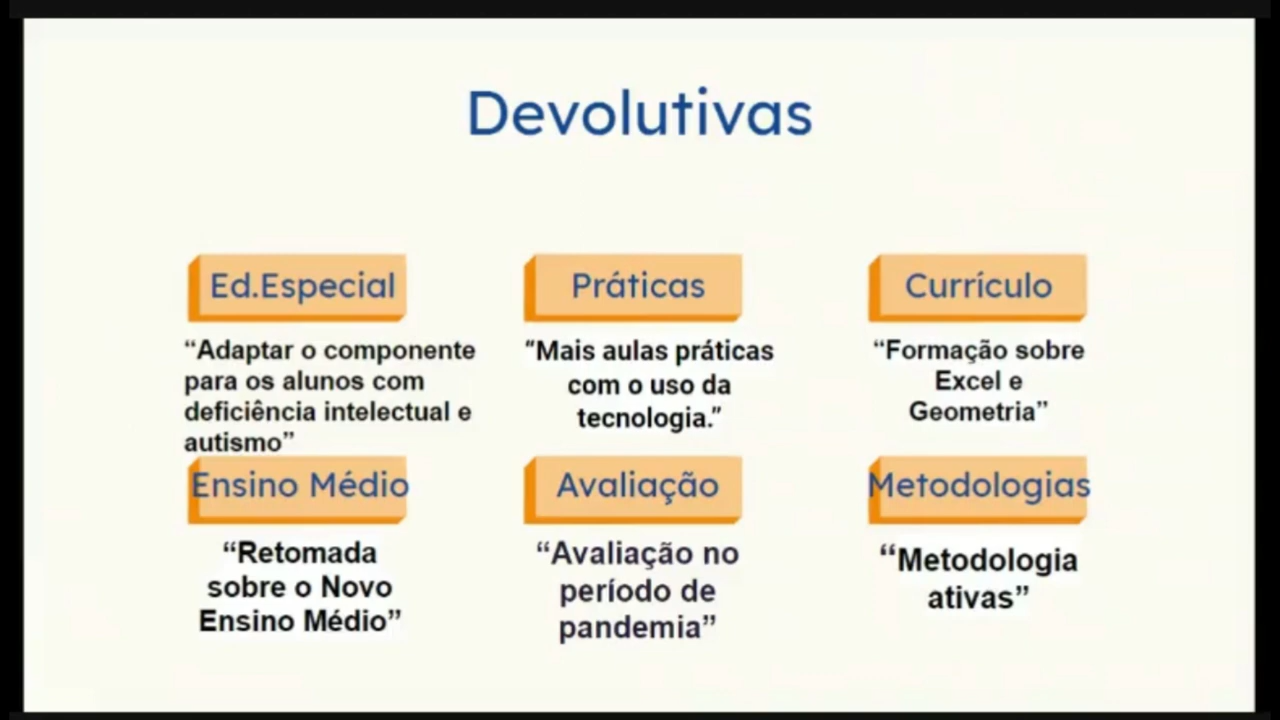 Devolutivas
Ed.Especial
“Adaptar o componente
para os alunos com
deficiência intelectual e
autismo”
Práticas
“Mais aulas práticas
com o uso da
tecnologia.”
Currículo
“Formação sobre
Excel e
Geometria”
Ensino Médio
“Retomada
sobre o Novo
Ensino Médio”
Avaliação
“Avaliação no
período de
pandemia”
Metodologias
“Metodologia
ativas”